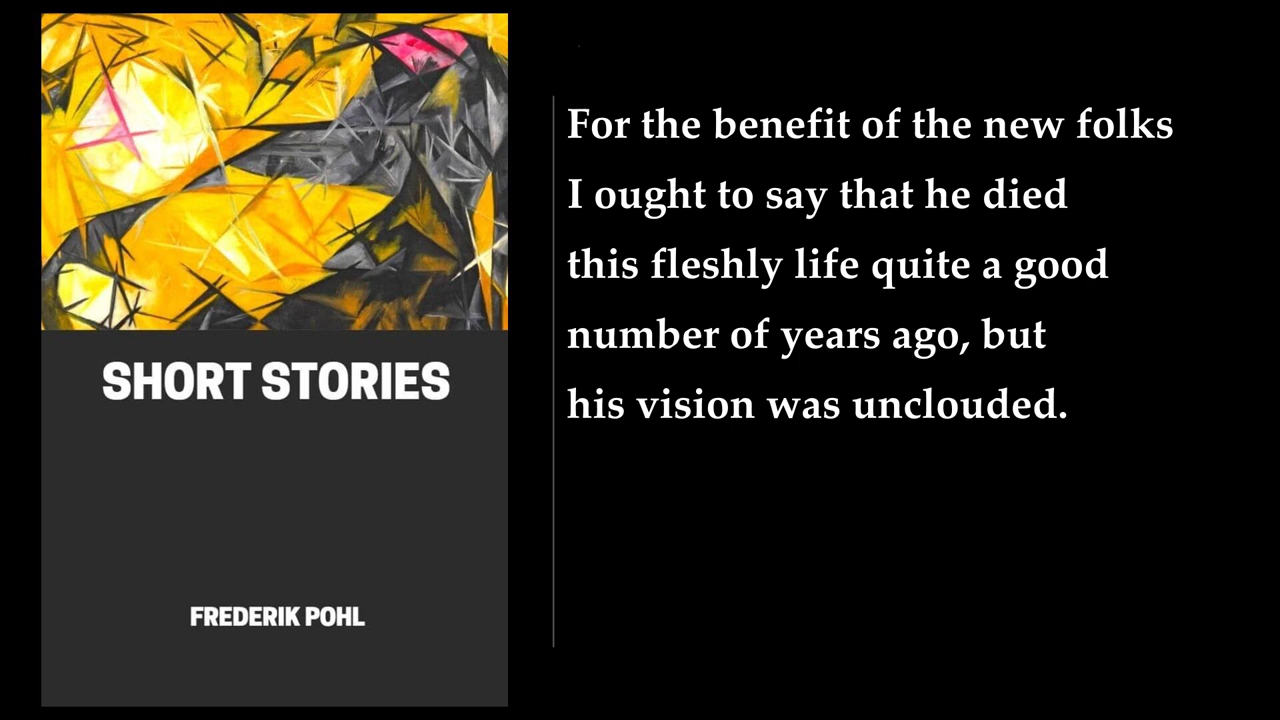 SHORT STORIES
FREDERIK POHL
For the benefit of the new folks
I ought to say that he died
this fleshly life quite a good
number of years ago, but
his vision was unclouded.